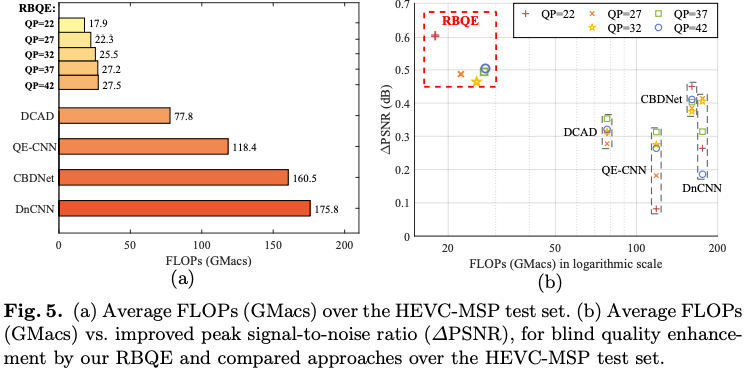 RBQE:
QP=22 17.9
QP=27 22.3
QP=32 25.5
QP=37 27.2
QP=42 27.5
DCAD 77.8
QE-CNN 118.4
CBDNet 160.5
DnCNN 175.8
0 50 100 150 200
FLOPs (GMacs)
(a)
0.7
0.6
0.5
0.4
0.3
0.2
0.1
0
ΔPSNR (dB)
RBQE
QP=22 QP=27 QP=37
QP=32 QP=42
CBDNet
DCAD
QE-CNN
DnCNN
20 50 100 200
FLOPs (GMacs) in logarithmic scale
(b)
Fig. 5. (a) Average FLOPs (GMacs) over the HEVC-MSP test set. (b) Average FLOPs
(GMacs) vs. improved peak signal-to-noise ratio (ΔPSNR), for blind quality enhance-
ment by our RBQE and compared approaches over the HEVC-MSP test set.